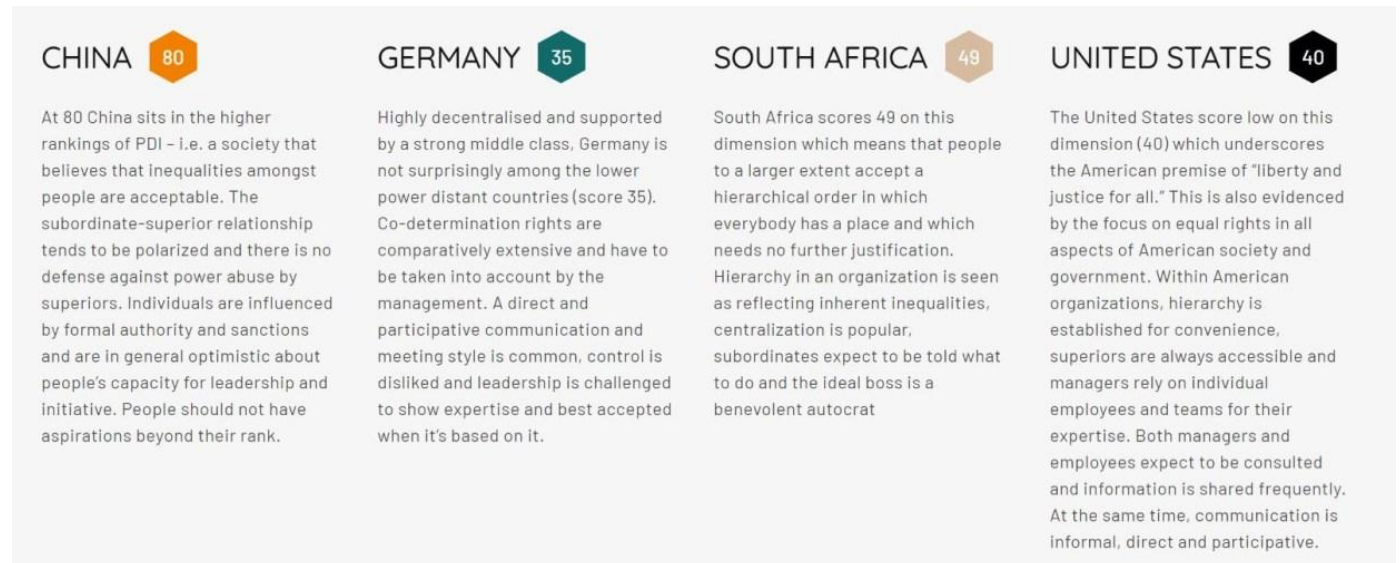 CHINA 80
At 80 China sits in the higher
rankings of PDI – i.e. a society that
believes that inequalities amongst
people are acceptable. The
subordinate-superior relationship
tends to be polarized and there is no
defense against power abuse by
superiors. Individuals are influenced
by formal authority and sanctions
and are in general optimistic about
people's capacity for leadership and
initiative. People should not have
aspirations beyond their rank.
GERMANY 35
Highly decentralised and supported
by a strong middle class, Germany is
not surprisingly among the lower
power distant countries (score 35).
Co-determination rights are
comparatively extensive and have to
be taken into account by the
management. A direct and
participative communication and
meeting style is common, control is
disliked and leadership is challenged
to show expertise and best accepted
when it's based on it.
SOUTH AFRICA 49
South Africa scores 49 on this
dimension which means that people
to a larger extent accept a
hierarchical order in which
everybody has a place and which
needs no further justification.
Hierarchy in an organization is seen
as reflecting inherent inequalities,
centralization is popular,
subordinates expect to be told what
to do and the ideal boss is a
benevolent autocrat
UNITED STATES 40
The United States score low on this
dimension (40) which underscores
the American premise of "liberty and
justice for all." This is also evidenced
by the focus on equal rights in all
aspects of American society and
government. Within American
organizations, hierarchy is
established for convenience,
superiors are always accessible and
managers rely on individual
employees and teams for their
expertise. Both managers and
employees expect to be consulted
and information is shared frequently.
At the same time, communication is
informal, direct and participative.